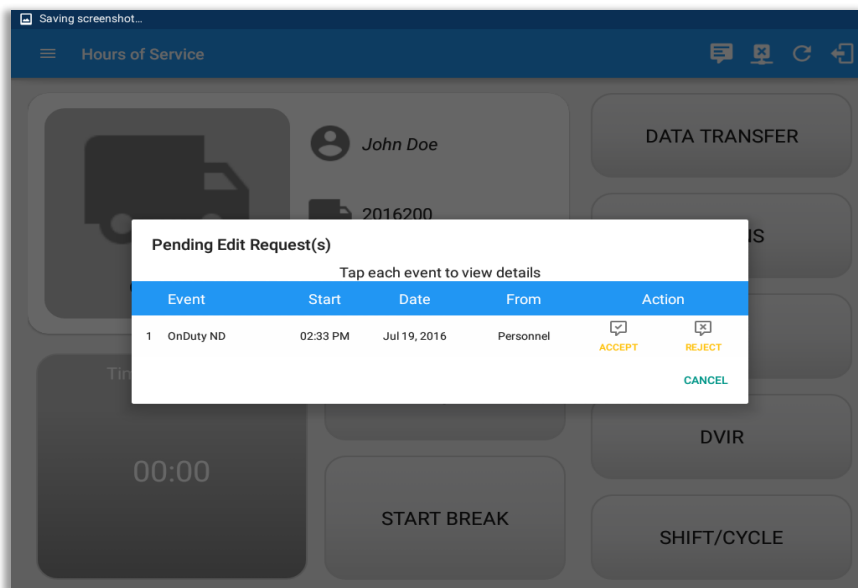 Saving screenshot...
Hours of Service
John Doe
DATA TRANSFER
2016200
Pending Edit Request(s)
Tap each event to view details
Event Start Date From Action
1 OnDuty ND 02:33 PM Jul 19, 2016 Personnel ACCEPT REJECT
CANCEL
DVIR
00:00
START BREAK
SHIFT/CYCLE